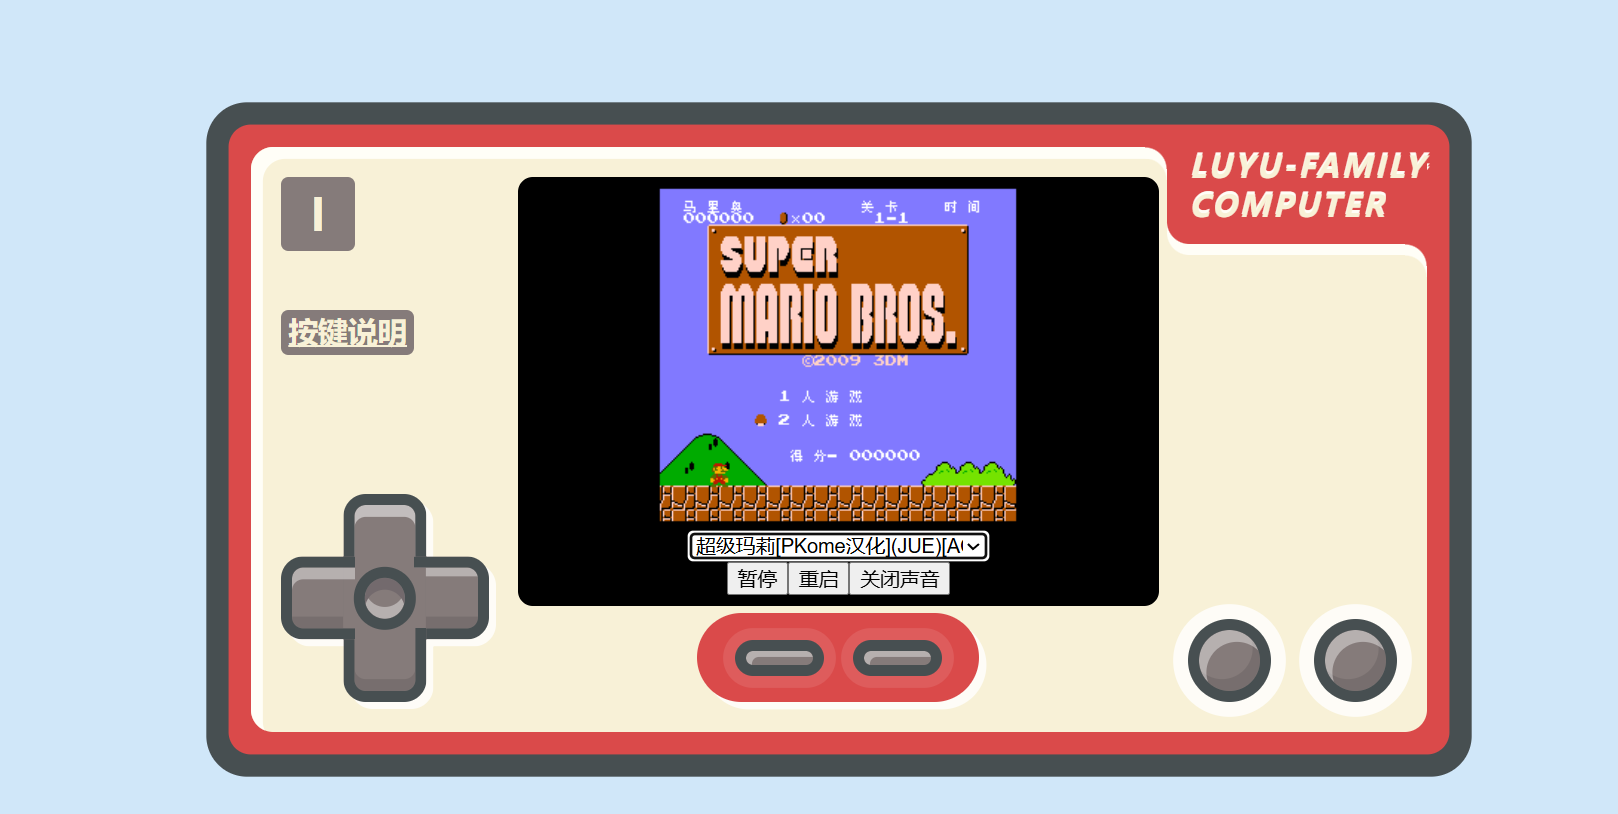 LUYU-FAMILY
COMPUTER
I
按键说明
马里奥 关卡 时间
000000 ×00 1-1
SUPER
MARIO BROS.
©2009 3DM
1 人游戏
2 人游戏
得分- 000000
超级玛莉[PKome汉化](JUE)[A
暂停 重启 关闭声音